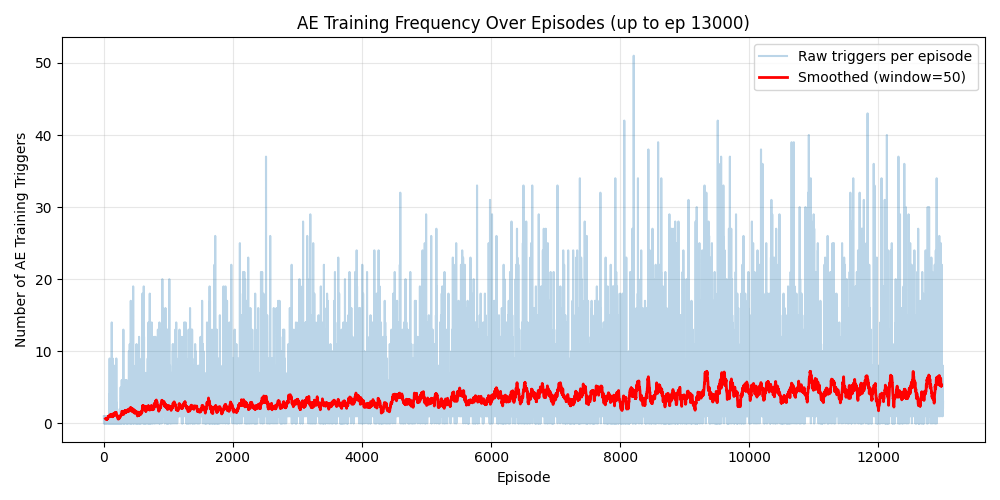 AE Training Frequency Over Episodes (up to ep 13000)
Raw triggers per episode
Smoothed (window=50)
Number of AE Training Triggers
50
40
30
20
10
0
0 2000 4000 6000 8000 10000 12000
Episode